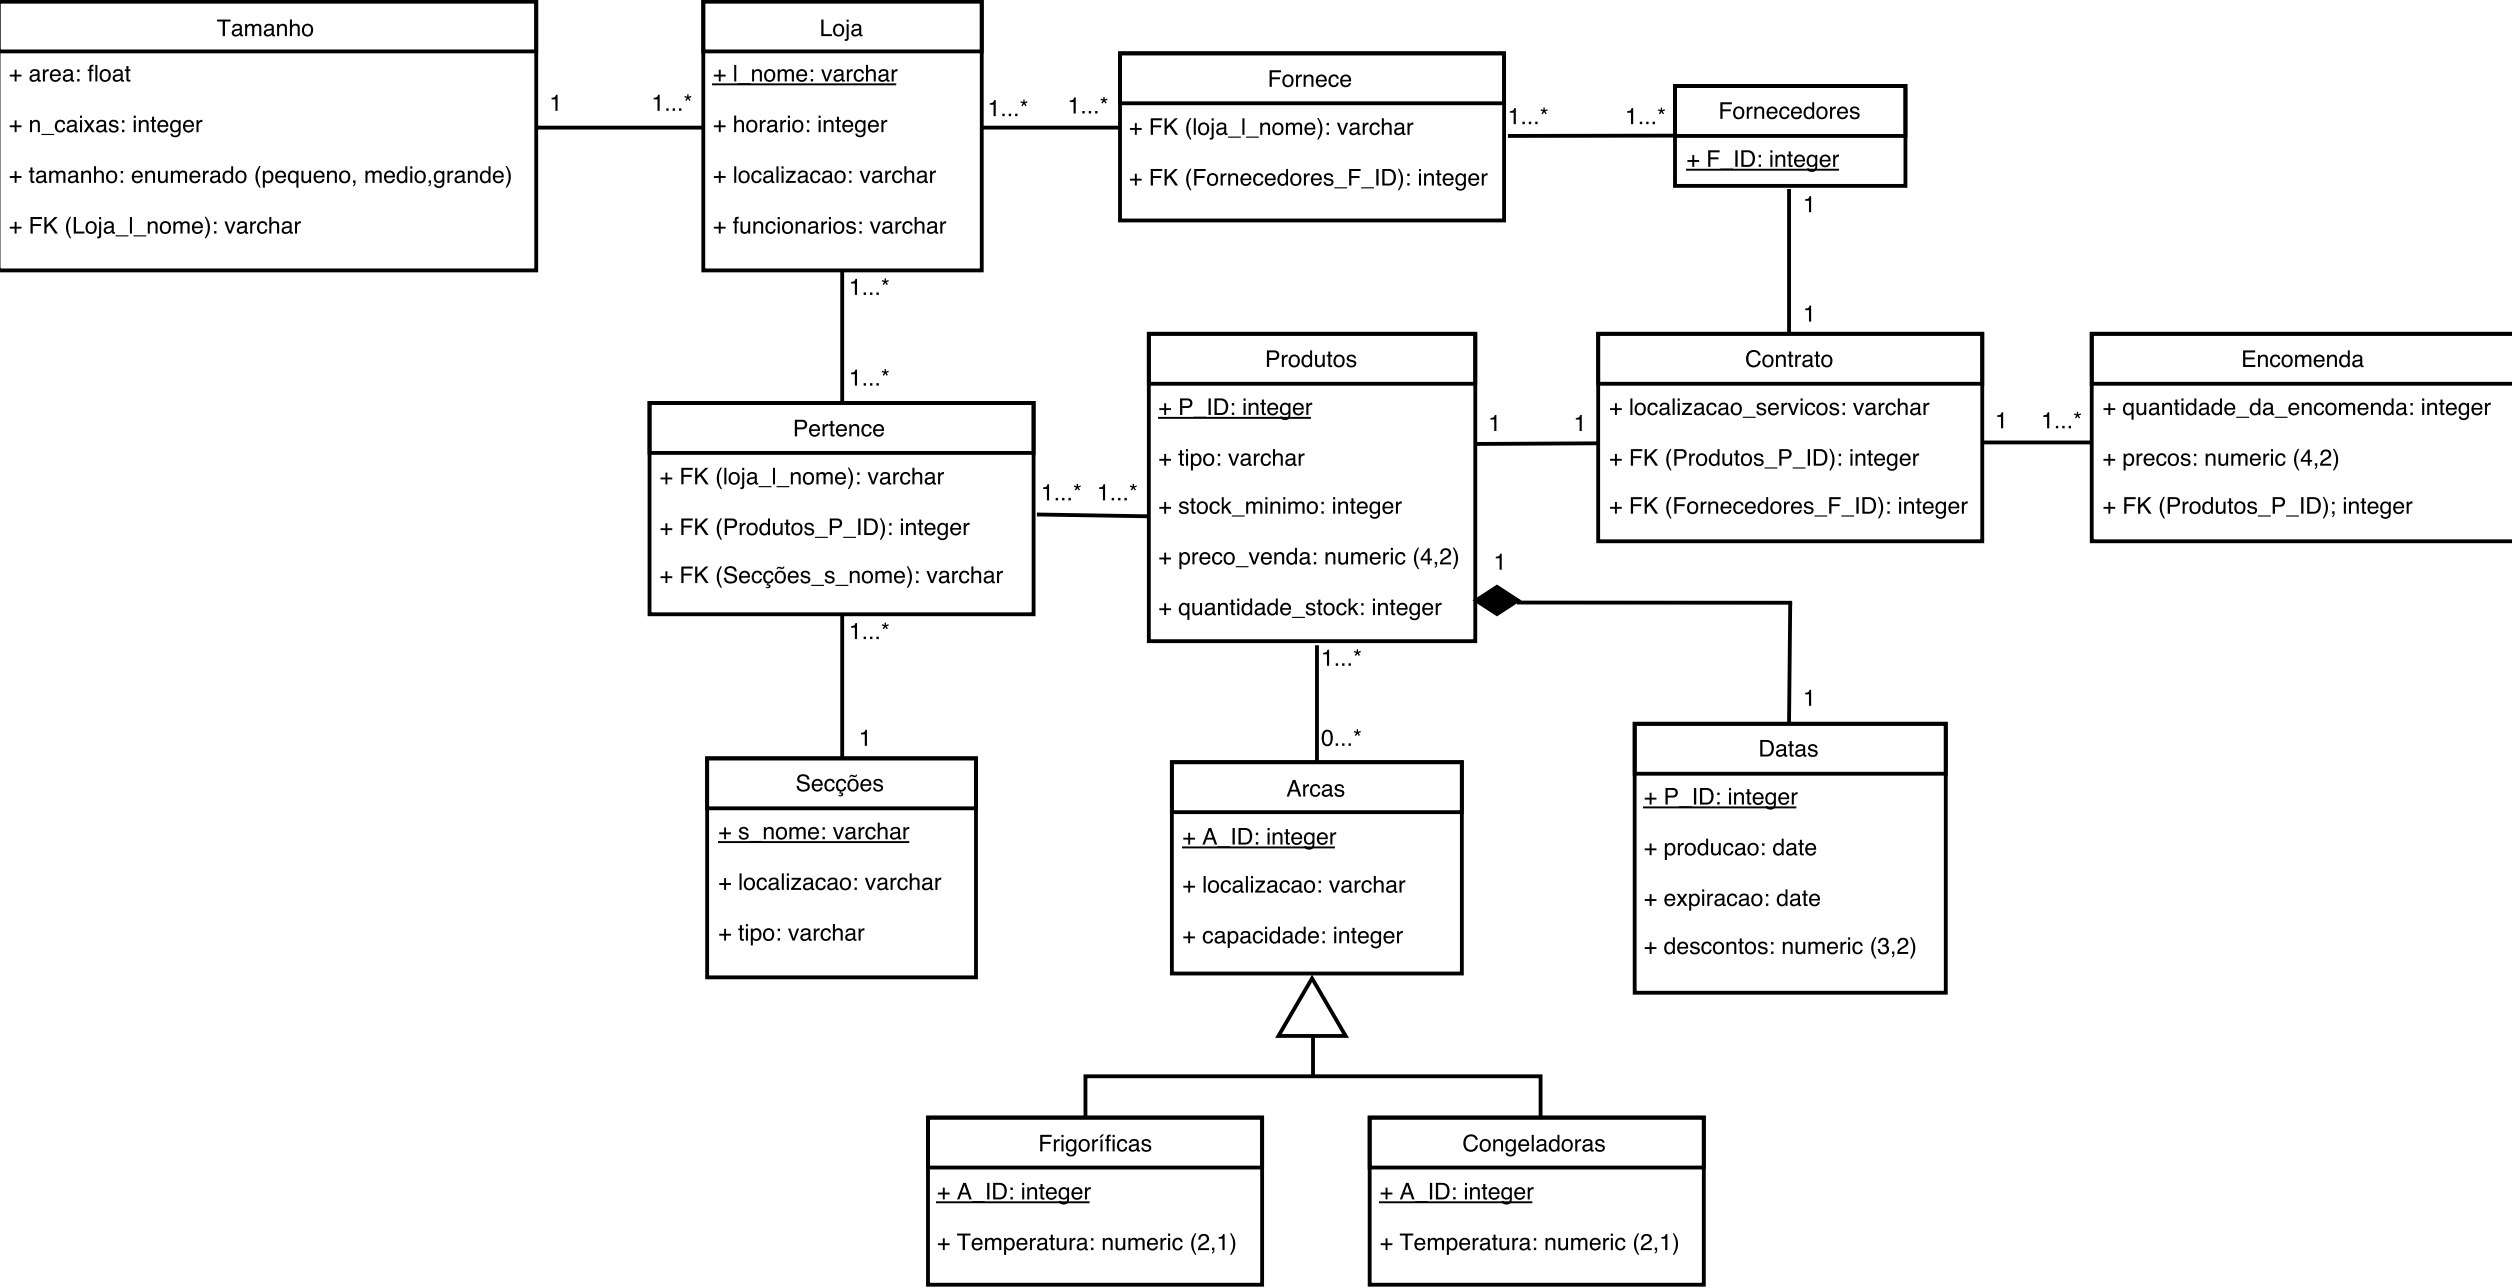 Tamanho
+ area: float
+ n_caixas: integer
+ tamanho: enumerado (pequeno, medio,grande)
+ FK (Loja_l_nome): varchar
1
1...*
Loja
+ l_nome: varchar
+ horario: integer
+ localizacao: varchar
+ funcionarios: varchar
1...*
1...*
Fornece
+ FK (loja_l_nome): varchar
+ FK (Fornecedores_F_ID): integer
1...*
1...*
Fornecedores
+ F_ID: integer
1
1
1...*
1...*
Pertence
+ FK (loja_l_nome): varchar
+ FK (Produtos_P_ID): integer
+ FK (Secções_s_nome): varchar
1...*
1...*
Produtos
+ P_ID: integer
+ tipo: varchar
+ stock_minimo: integer
+ preco_venda: numeric (4,2)
+ quantidade_stock: integer
1
1
Contrato
+ localizacao_servicos: varchar
+ FK (Produtos_P_ID): integer
+ FK (Fornecedores_F_ID): integer
1
1...*
Encomenda
+ quantidade_da_encomenda: integer
+ precos: numeric (4,2)
+ FK (Produtos_P_ID); integer
1
1
1...*
1
Secções
+ s_nome: varchar
+ localizacao: varchar
+ tipo: varchar
1...*
0...*
Arcas
+ A_ID: integer
+ localizacao: varchar
+ capacidade: integer
Datas
+ P_ID: integer
+ producao: date
+ expiracao: date
+ descontos: numeric (3,2)
Frigoríficas
+ A_ID: integer
+ Temperatura: numeric (2,1)
Congeladoras
+ A_ID: integer
+ Temperatura: numeric (2,1)